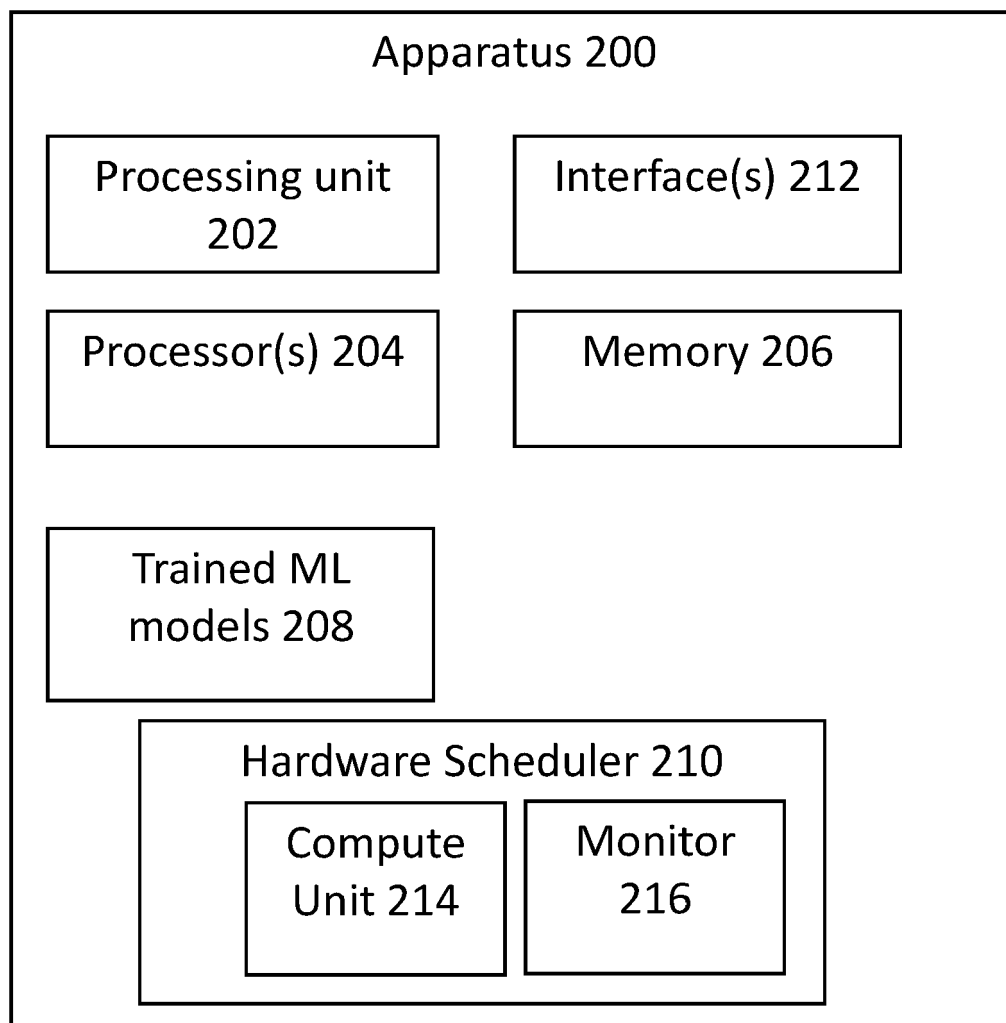 Apparatus 200
Processing unit
202
Interface(s) 212
Processor(s) 204
Memory 206
Trained ML
models 208
Hardware Scheduler 210
Compute
Unit 214
Monitor
216